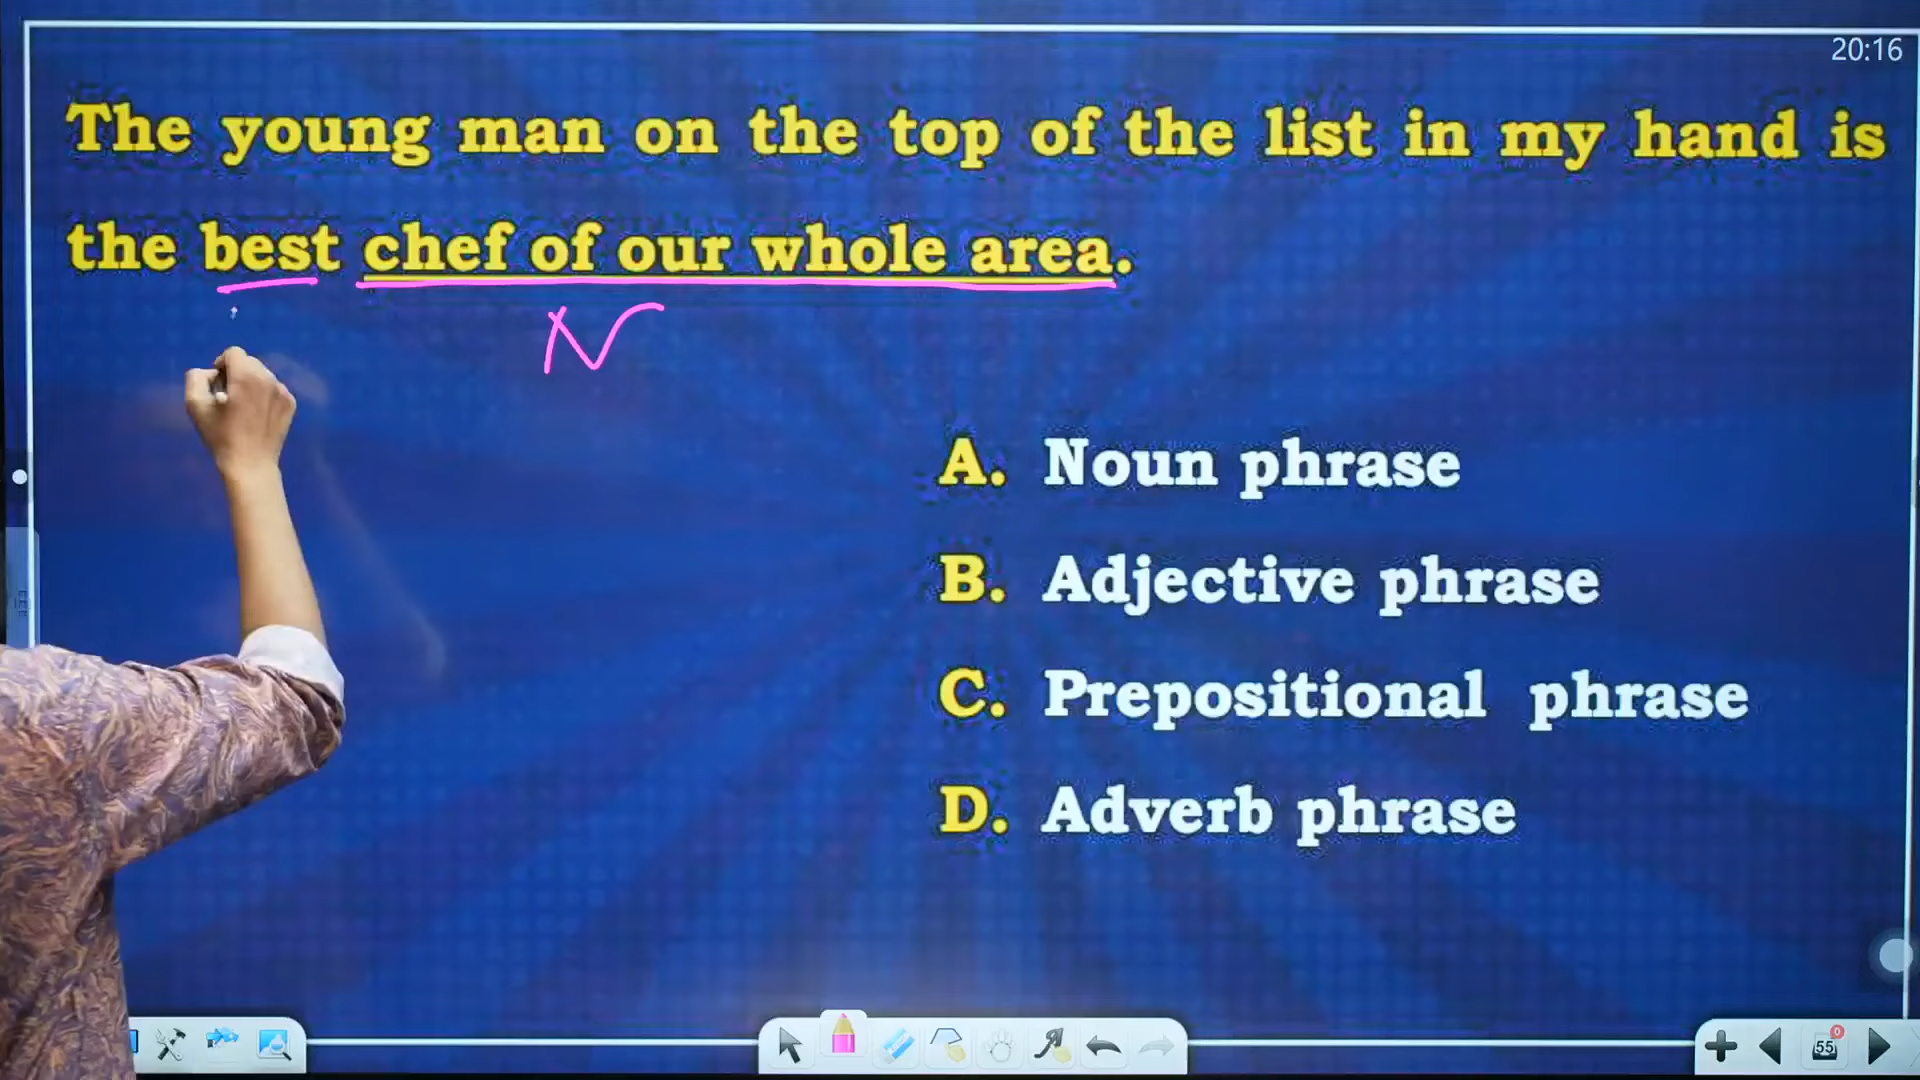 20:16
The young man on the top of the list in my hand is
the best chef of our whole area.
N
A. Noun phrase
B. Adjective phrase
C. Prepositional phrase
D. Adverb phrase
55
0